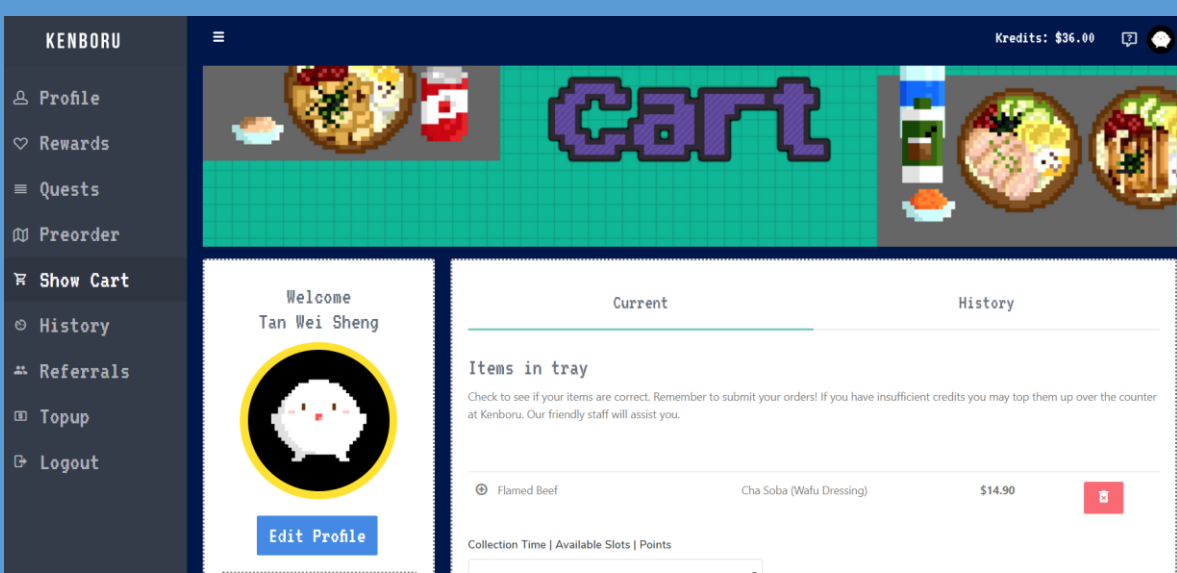 KENBORU
Kredits: $36.00
Profile
Rewards
Quests
Preorder
Show Cart
History
Referrals
Topup
Logout
cart
Welcome
Tan Wei Sheng
Edit Profile
Current
History
Items in tray
Check to see if your items are correct. Remember to submit your orders! If you have insufficient credits you may top them up over the counter
at Kenboru. Our friendly staff will assist you.
Flamed Beef
Cha Soba (Wafu Dressing)
$14.90
Collection Time | Available Slots | Points